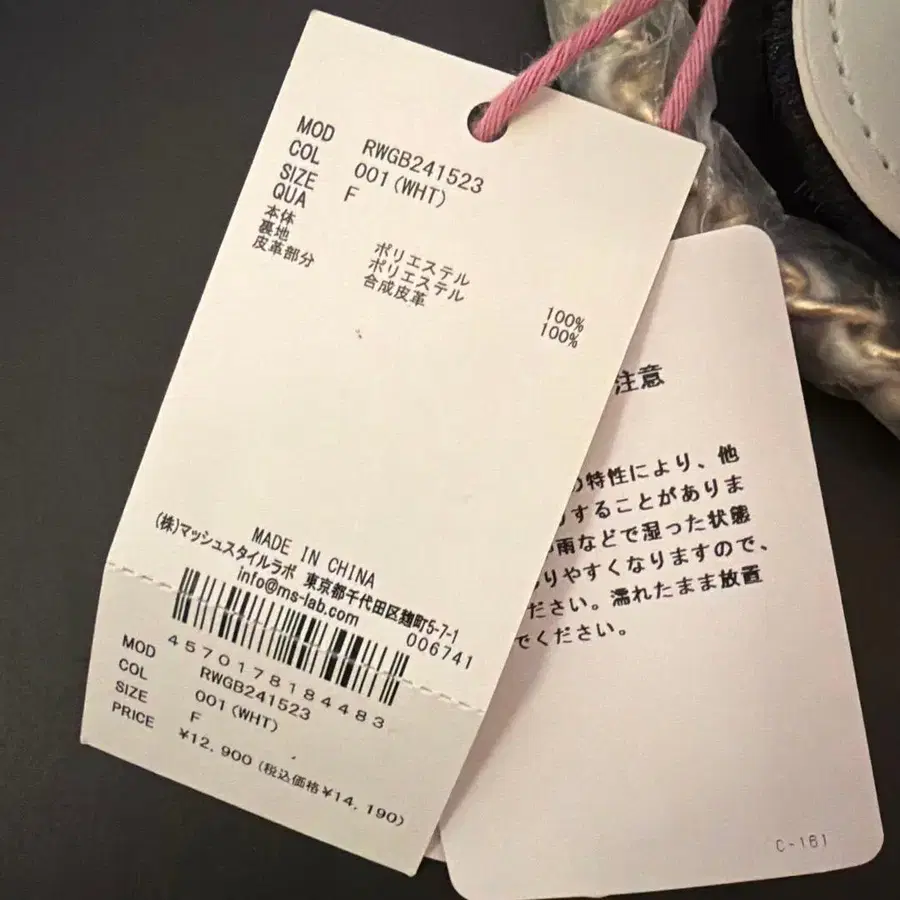 MOD RWGB241523
COL 001 (WHT)
SIZE F
QUA
本体 ポリエステル 100%
裏地 ポリエステル 100%
皮革部分 合成皮革
MADE IN CHINA
(株)マッシュスタイルラボ 東京都千代田区麹町5-7-1
info@ms-lab.com 006741
4570178184483
MOD RWGB241523
COL 001 (WHT)
SIZE F
PRICE ¥12,900 (税込価格¥14,190)
注意
の特性により、他
することがありま
雨などで湿った状態
りやすくなりますので、
ださい。濡れたまま放置
でください。
C-161